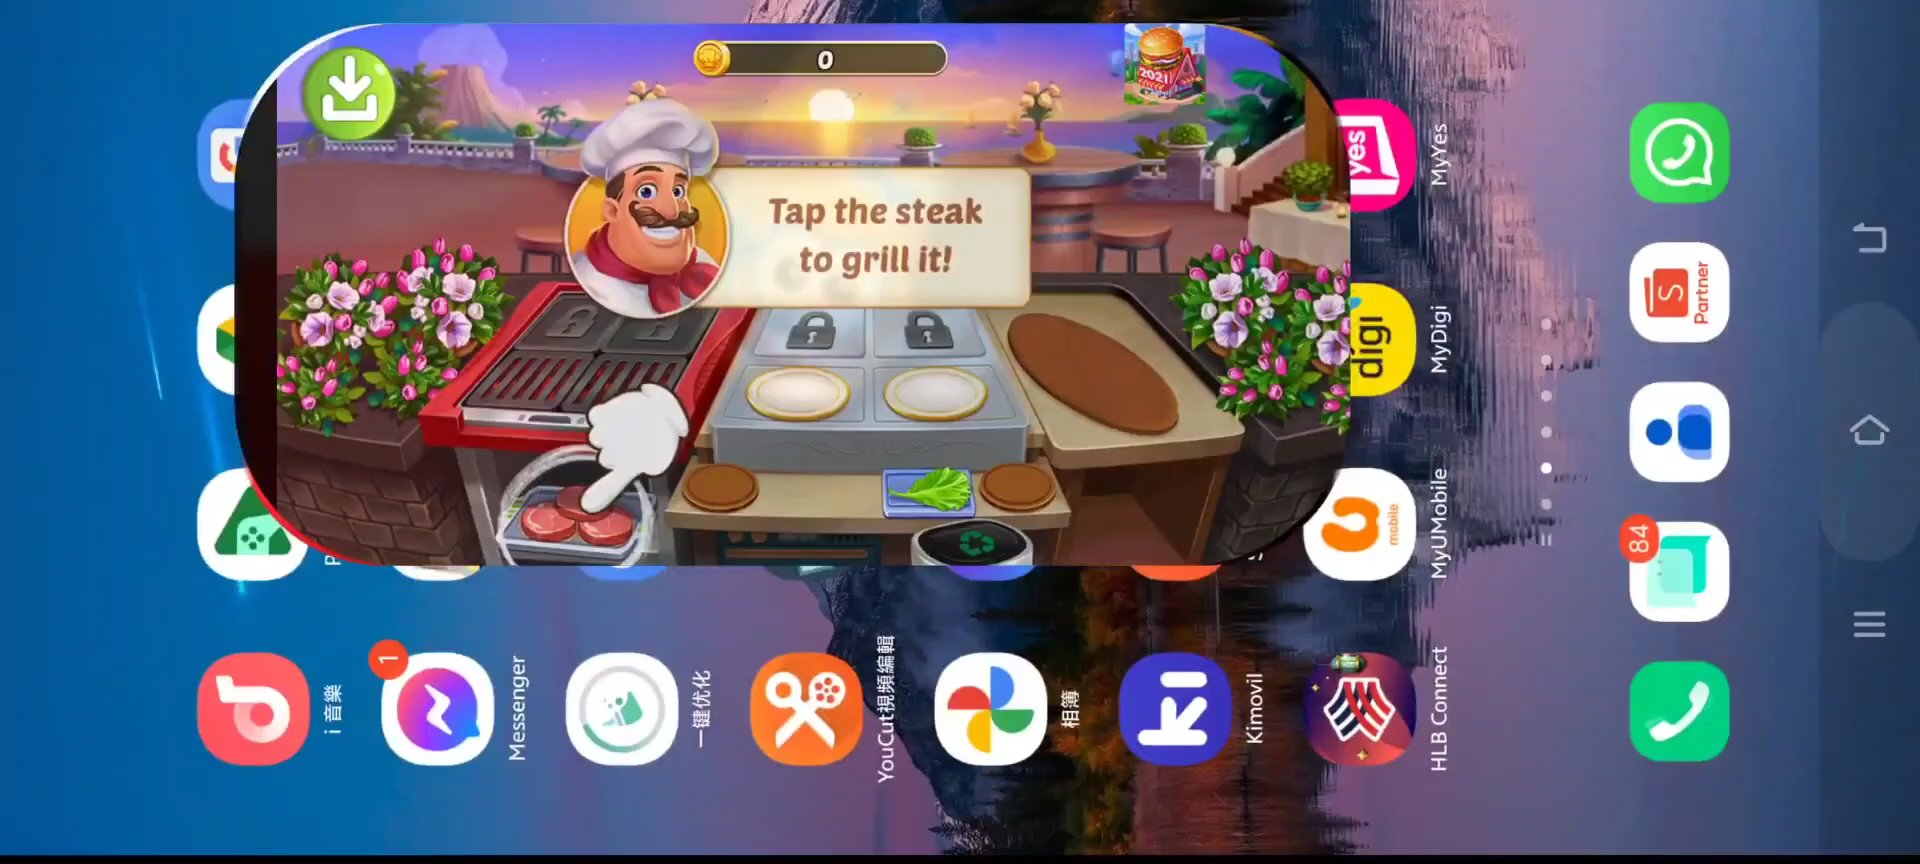 0
2021
Tap the steak
to grill it!
yes
MyYes
digi
MyDigi
mobile
MyUMobile
S
Partner
84
i 音樂
1
Messenger
一键优化
YouCut視頻編輯
相簿
KI
Kimovil
HLB Connect